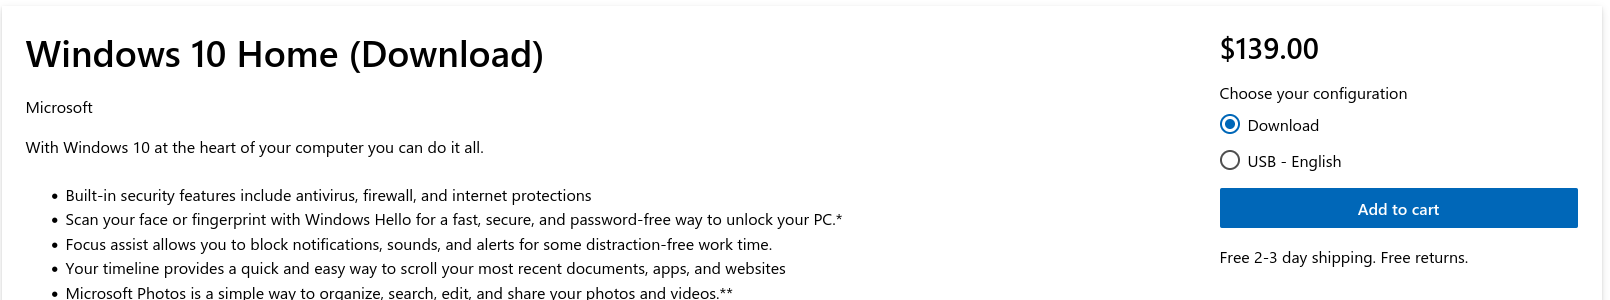 Windows 10 Home (Download)
Microsoft
With Windows 10 at the heart of your computer you can do it all.
• Built-in security features include antivirus, firewall, and internet protections
• Scan your face or fingerprint with Windows Hello for a fast, secure, and password-free way to unlock your PC.*
• Focus assist allows you to block notifications, sounds, and alerts for some distraction-free work time.
• Your timeline provides a quick and easy way to scroll your most recent documents, apps, and websites
• Microsoft Photos is a simple way to organize, search, edit, and share your photos and videos.**
$139.00
Choose your configuration
Download
USB - English
Add to cart
Free 2-3 day shipping. Free returns.